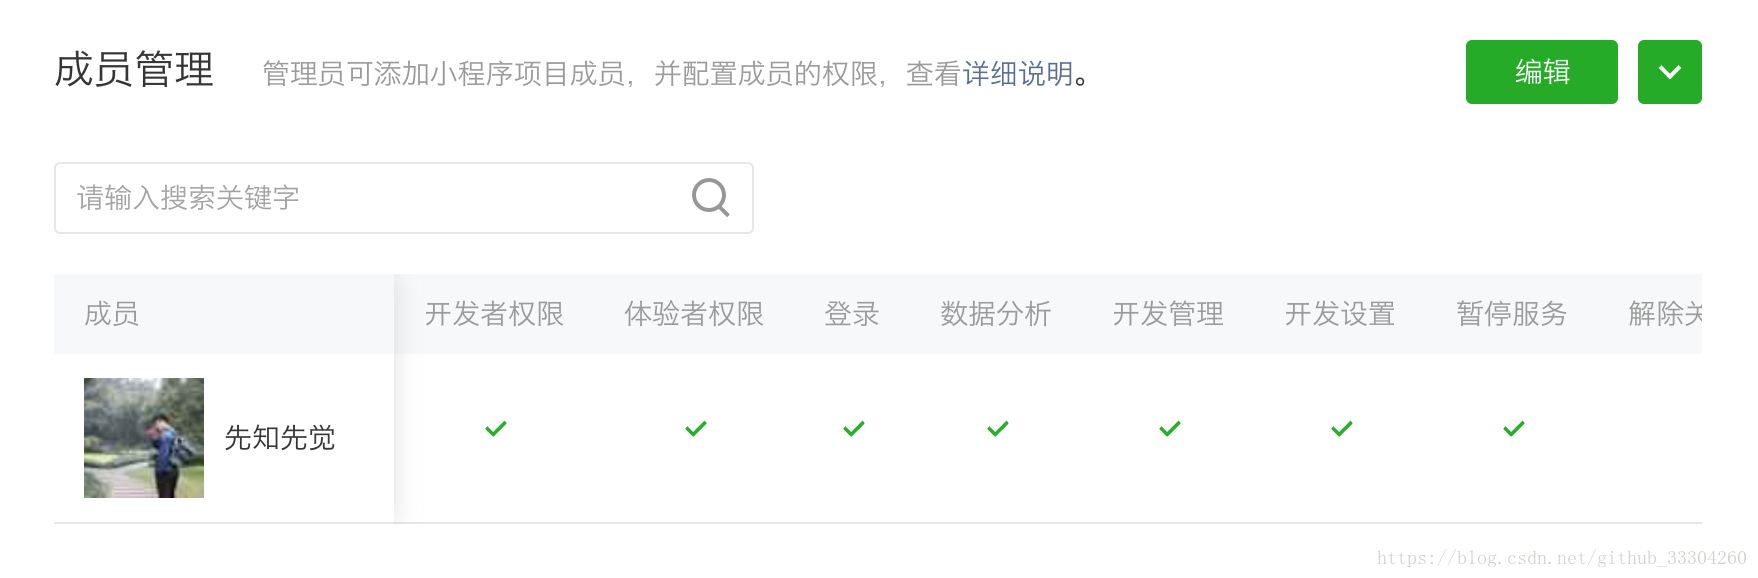 成员管理 管理员可添加小程序项目成员，并配置成员的权限，查看详细说明。 编辑
请输入搜索关键字
成员 开发者权限 体验者权限 登录 数据分析 开发管理 开发设置 暂停服务 解除关
先知先觉
https://blog.csdn.net/github_33304260